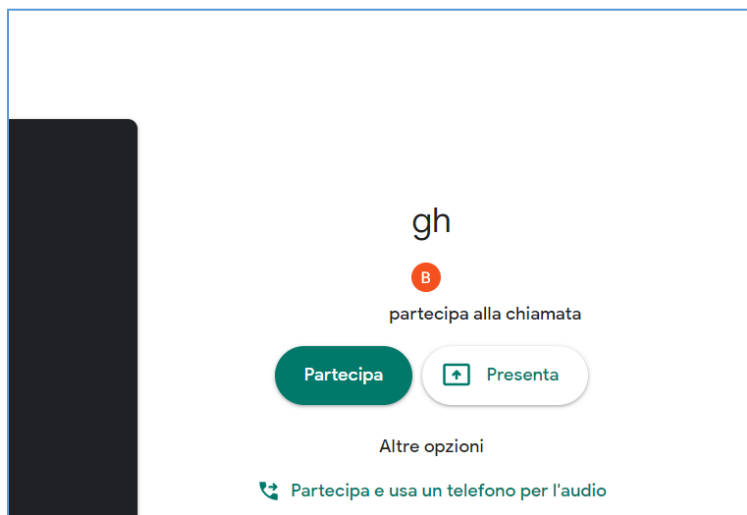 gh
B
partecipa alla chiamata
Partecipa
Presenta
Altre opzioni
Partecipa e usa un telefono per l'audio